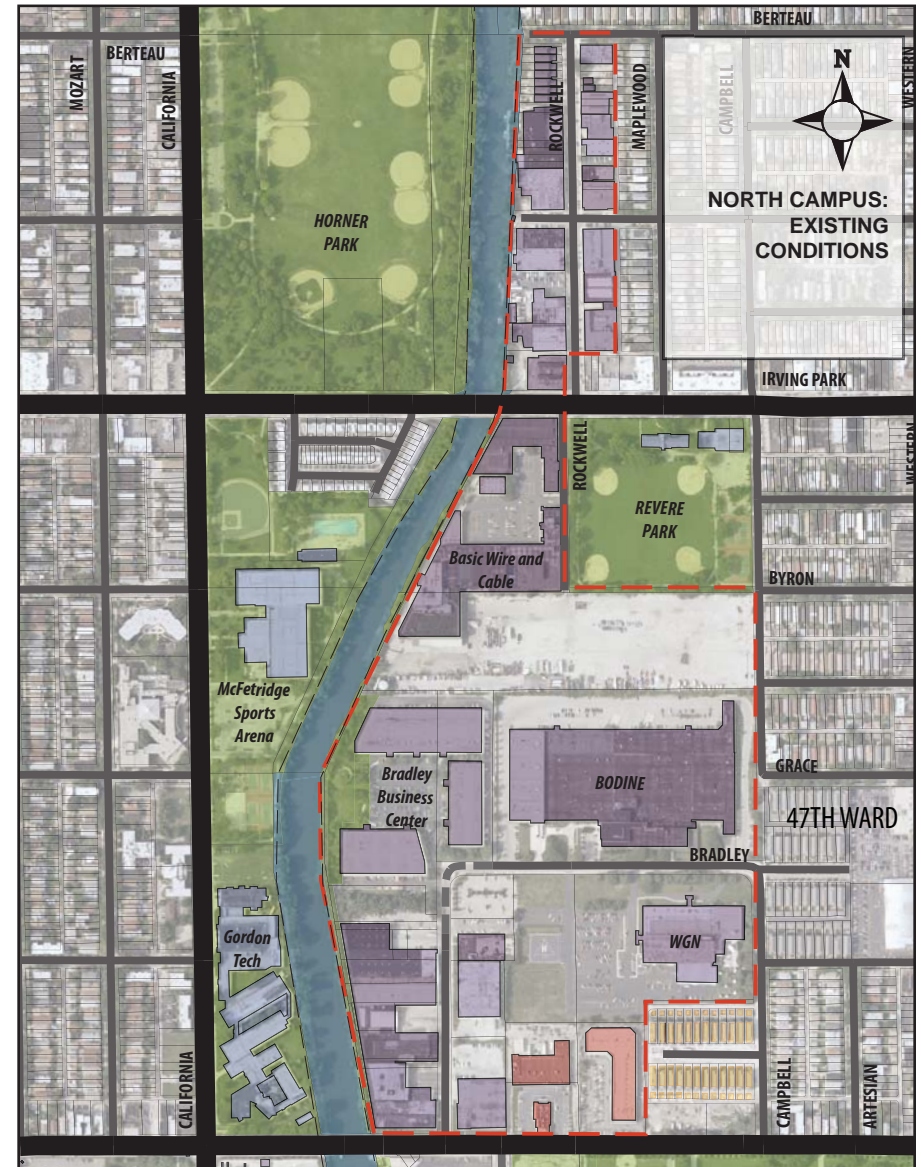 BERTEAU
BERTEAU
MOZART
CALIFORNIA
ROCKWELL
MAPLEWOOD
CAMPBELL
WESTERN
N
NORTH CAMPUS:
EXISTING
CONDITIONS
HORNER
PARK
IRVING PARK
ROCKWELL
WESTERN
REVERE
PARK
Basic Wire and
Cable
BYRON
McFetridge
Sports
Arena
Bradley
Business
Center
BODINE
GRACE
47TH WARD
BRADLEY
Gordon
Tech
WGN
CALIFORNIA
CAMPBELL
ARTESIAN